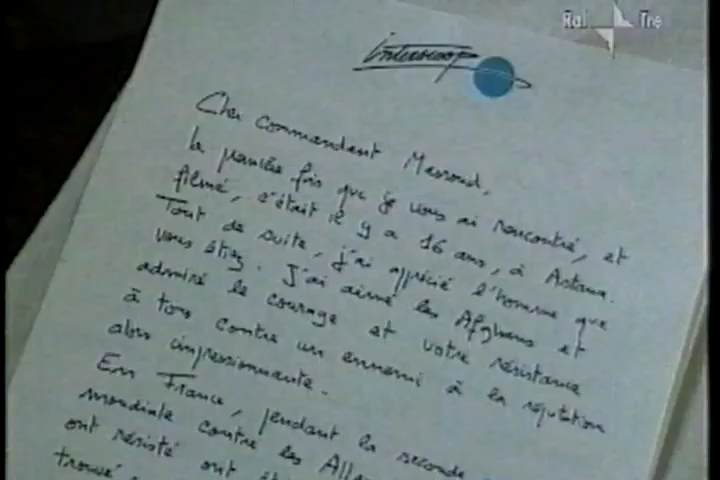 Rai Tre
Interscoop
Cher commandant Massoud,
la première fois que je vous ai rencontré, et
filmé, c'était il y a 16 ans, à Astana.
Tout de suite, j'ai apprécié l'homme que
vous étiez. J'ai aimé les Afghans et
admiré le courage et votre résistance
à tous contre un ennemi à la réputation
alors impressionnante.
En France, pendant la seconde
mondiale contre les
ont résisté ont
trouvé